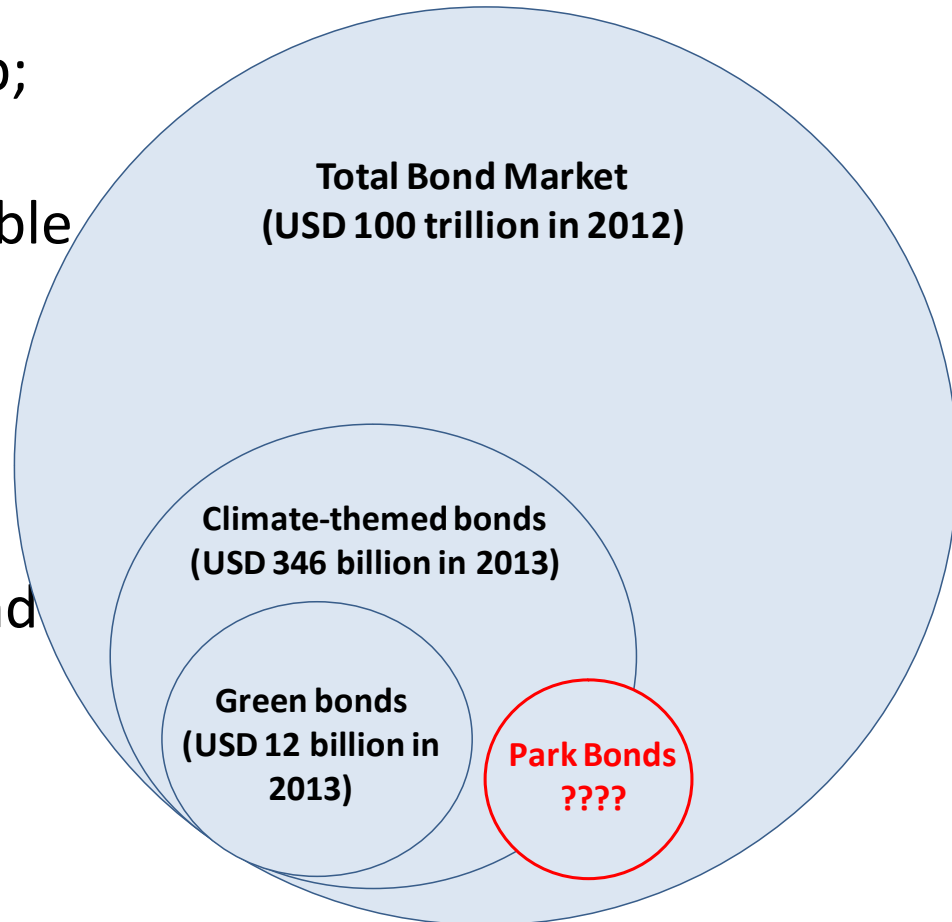 o;
Total Bond Market
(USD 100 trillion in 2012)
ble
Climate-themed bonds
(USD 346 billion in 2013)
nd
Green bonds
(USD 12 billion in
2013)
Park Bonds
????